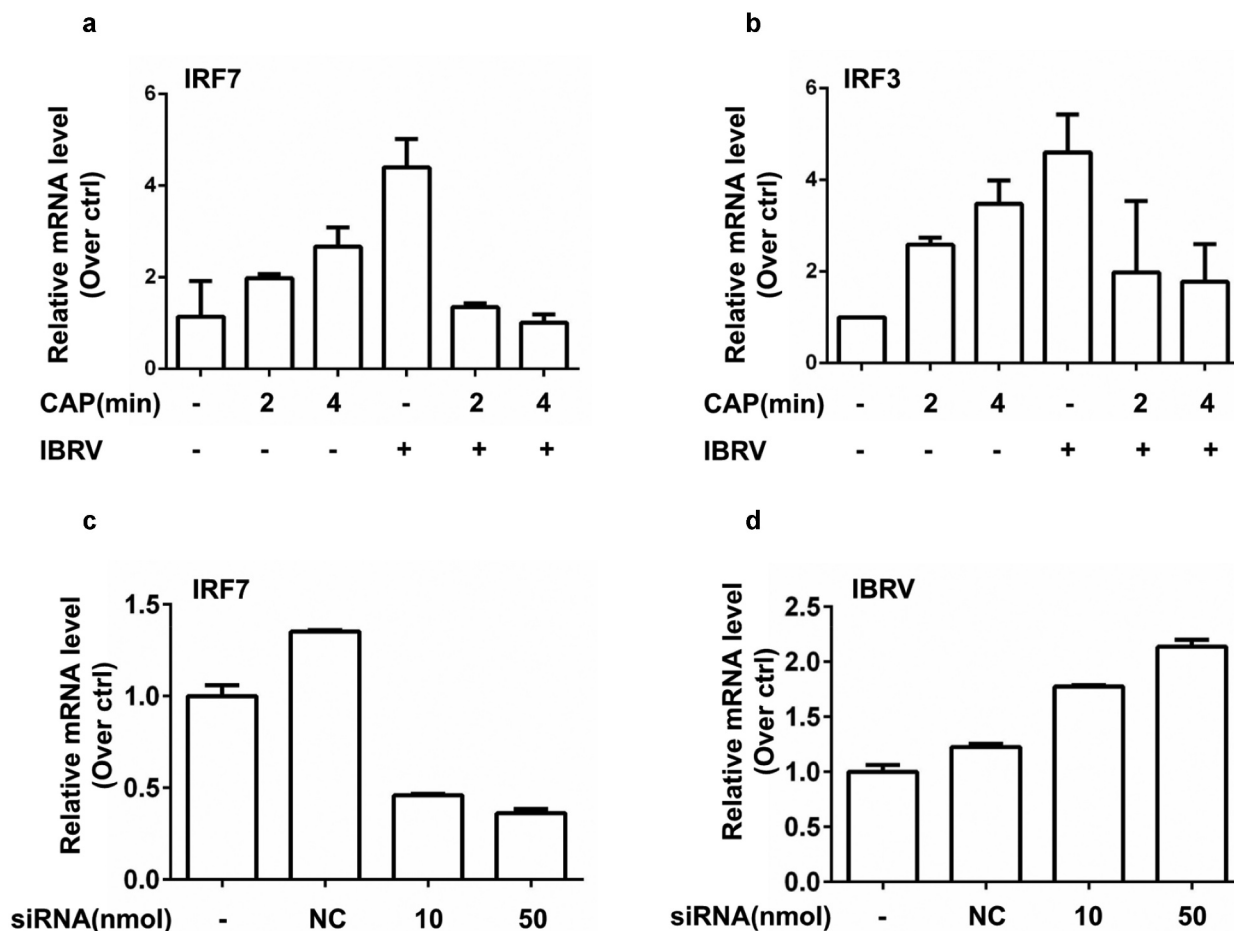 a
IRF7
Relative mRNA level
(Over ctrl)
6
4
2
0
CAP(min) - 2 4 - 2 4
IBRV - - - + + +
b
IRF3
Relative mRNA level
(Over ctrl)
6
4
2
0
CAP(min) - 2 4 - 2 4
IBRV - - - + + +
c
IRF7
Relative mRNA level
(Over ctrl)
1.5
1.0
0.5
0.0
siRNA(nmol) - NC 10 50
d
IBRV
Relative mRNA level
(Over ctrl)
2.5
2.0
1.5
1.0
0.5
0.0
siRNA(nmol) - NC 10 50